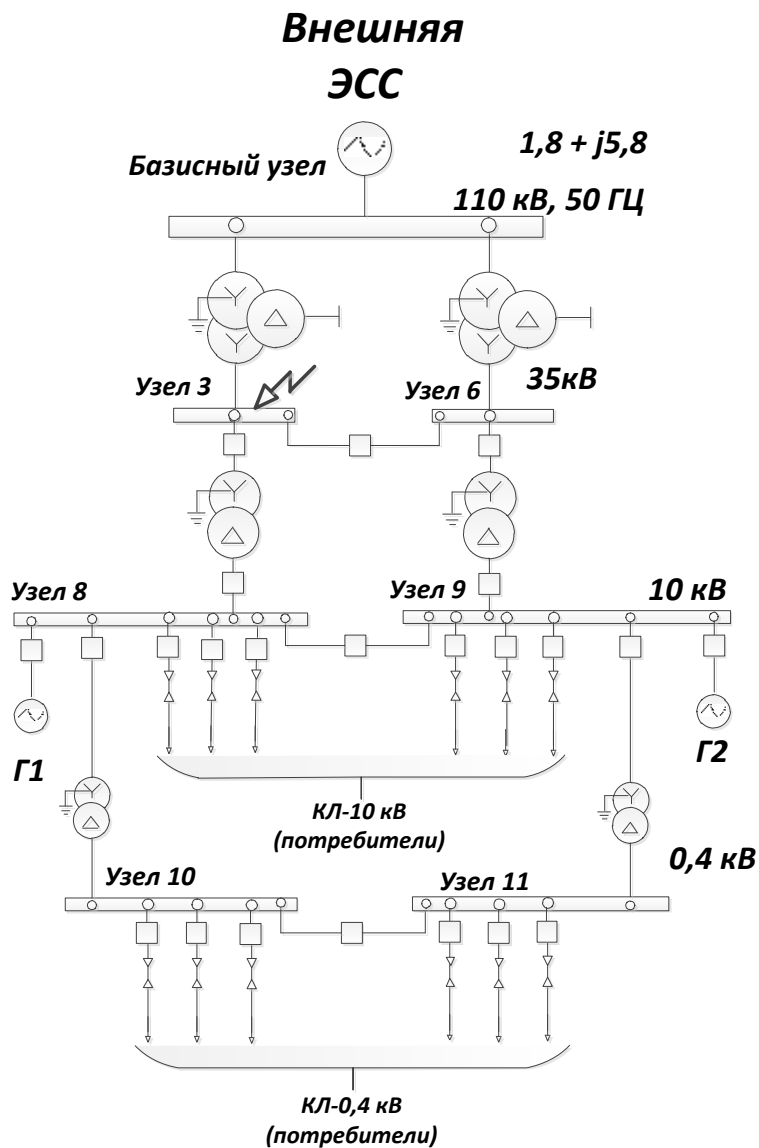 Внешняя
ЭСС
1,8 + j5,8
Базисный узел
110 кВ, 50 ГЦ
Узел 3
Узел 6
35кВ
Узел 8
Узел 9
10 кВ
Г1
Г2
КЛ-10 кВ
(потребители)
0,4 кВ
Узел 10
Узел 11
КЛ-0,4 кВ
(потребители)